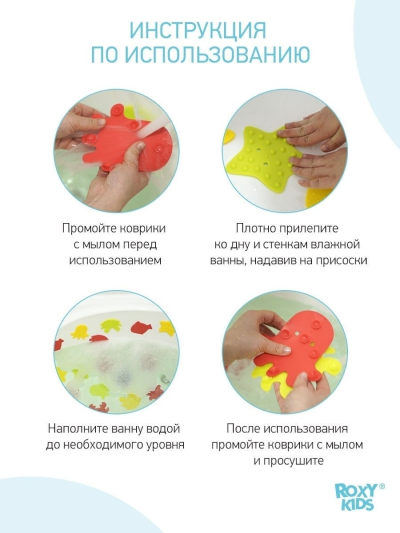 ИНСТРУКЦИЯ
ПО ИСПОЛЬЗОВАНИЮ
Промойте коврики
с мылом перед
использованием
Плотно прилепите
ко дну и стенкам влажной
ванны, надавив на присоски
Наполните ванну водой
до необходимого уровня
После использования
промойте коврики с мылом
и просушите
ROXY®
KIDS